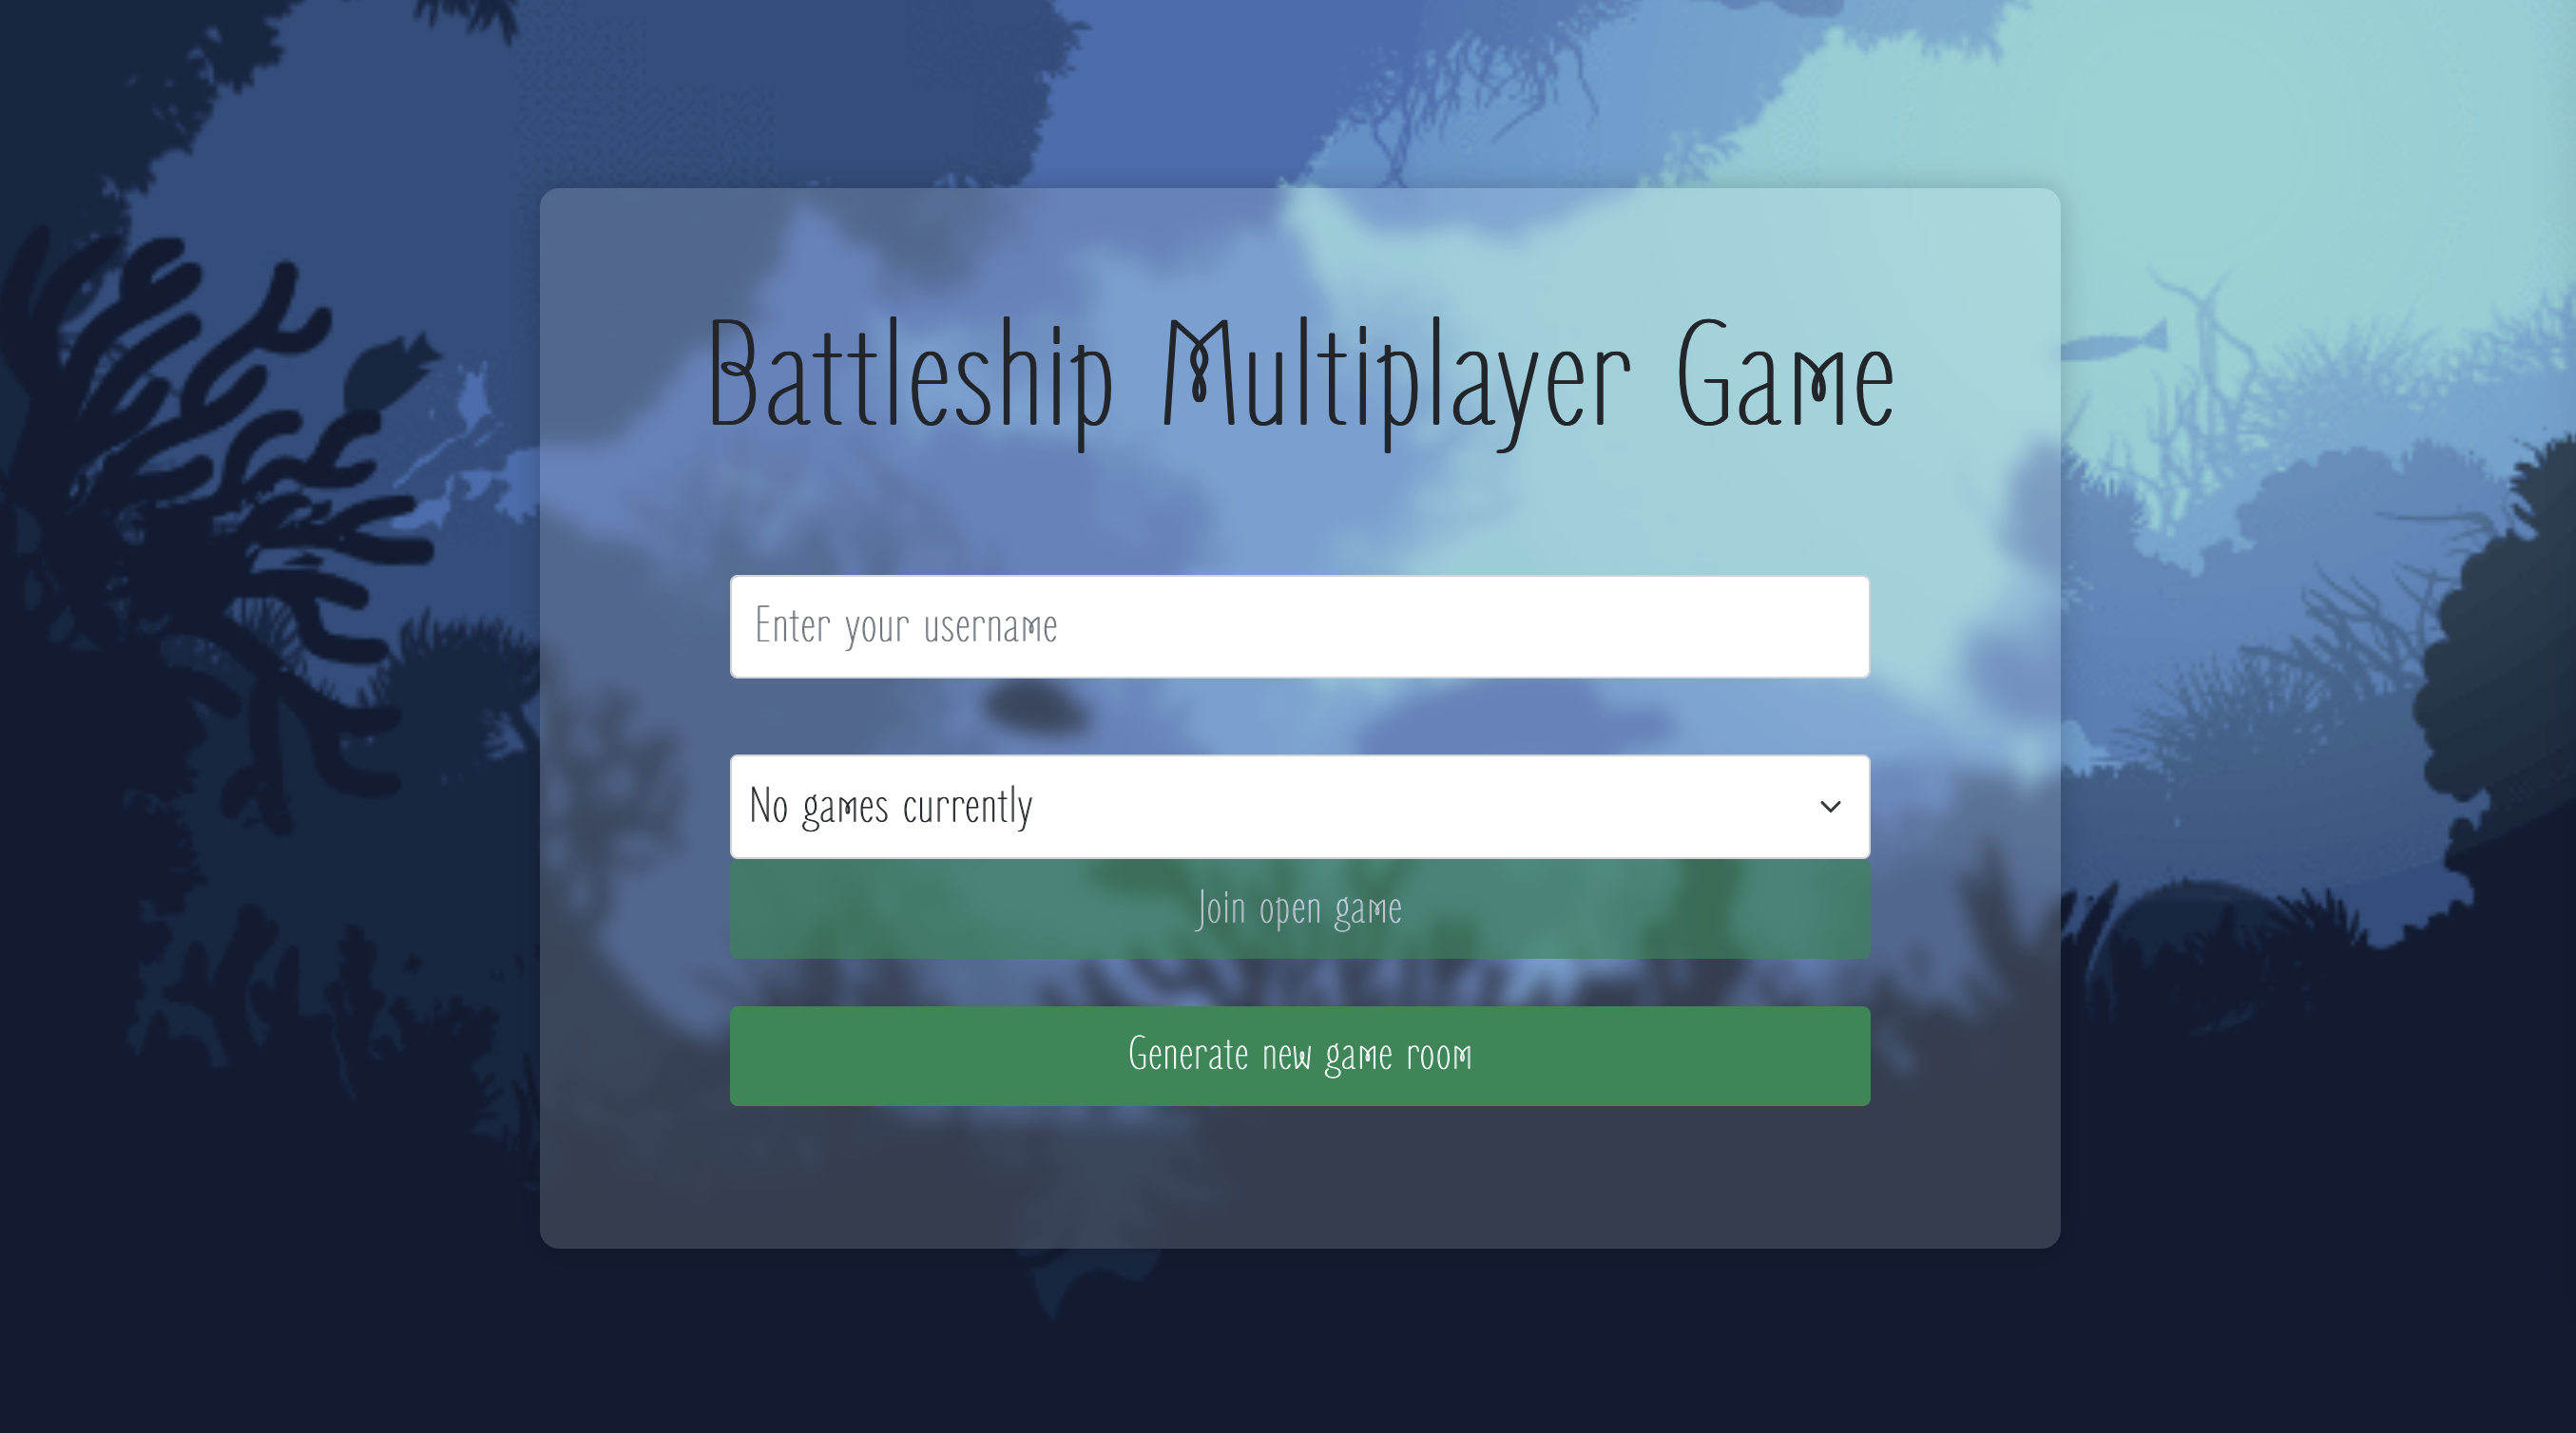 Battleship Multiplayer Game
Enter your username
No games currently
Join open game
Generate new game room